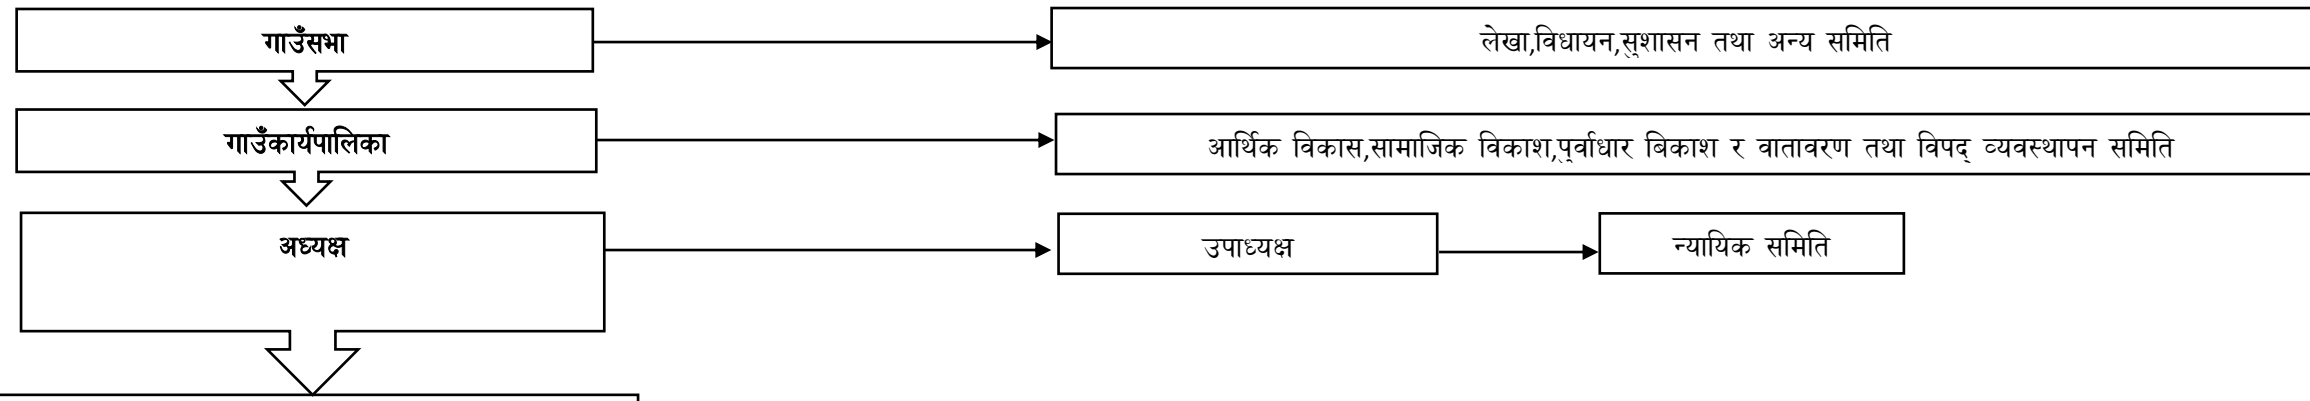 गाउँसभा
लेखा,विधायन,सुशासन तथा अन्य समिति
गाउँकार्यपालिका
आर्थिक विकास,सामाजिक विकाश,पुर्वाधार बिकाश र वातावरण तथा विपद् व्यवस्थापन समिति
अध्यक्ष
उपाध्यक्ष
न्यायिक समिति